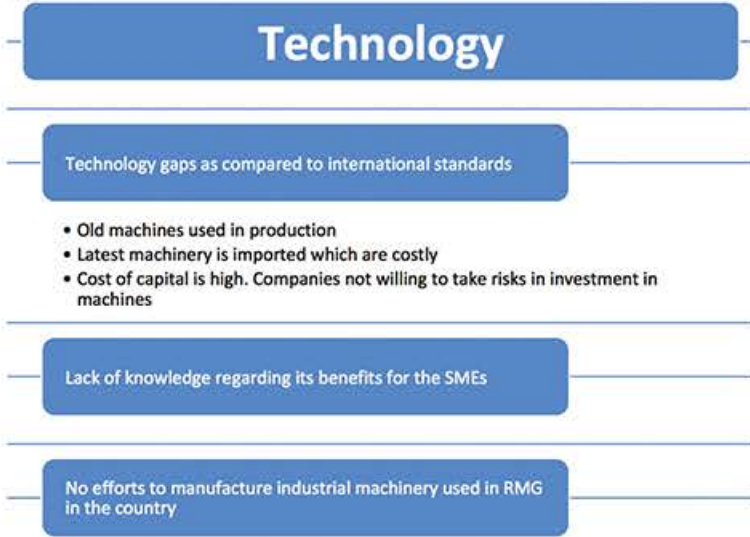 Technology
Technology gaps as compared to international standards
• Old machines used in production
• Latest machinery is imported which are costly
• Cost of capital is high. Companies not willing to take risks in investment in
machines
Lack of knowledge regarding its benefits for the SMEs
No efforts to manufacture industrial machinery used in RMG
in the country